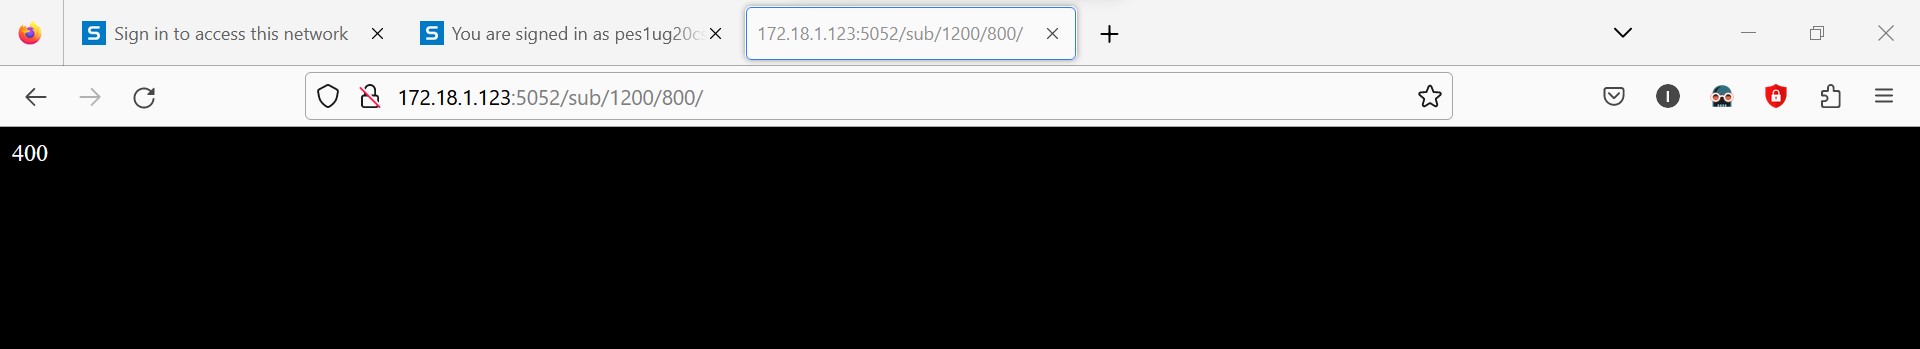 Sign in to access this network
You are signed in as pes1ug20cs
172.18.1.123:5052/sub/1200/800/
172.18.1.123:5052/sub/1200/800/
400